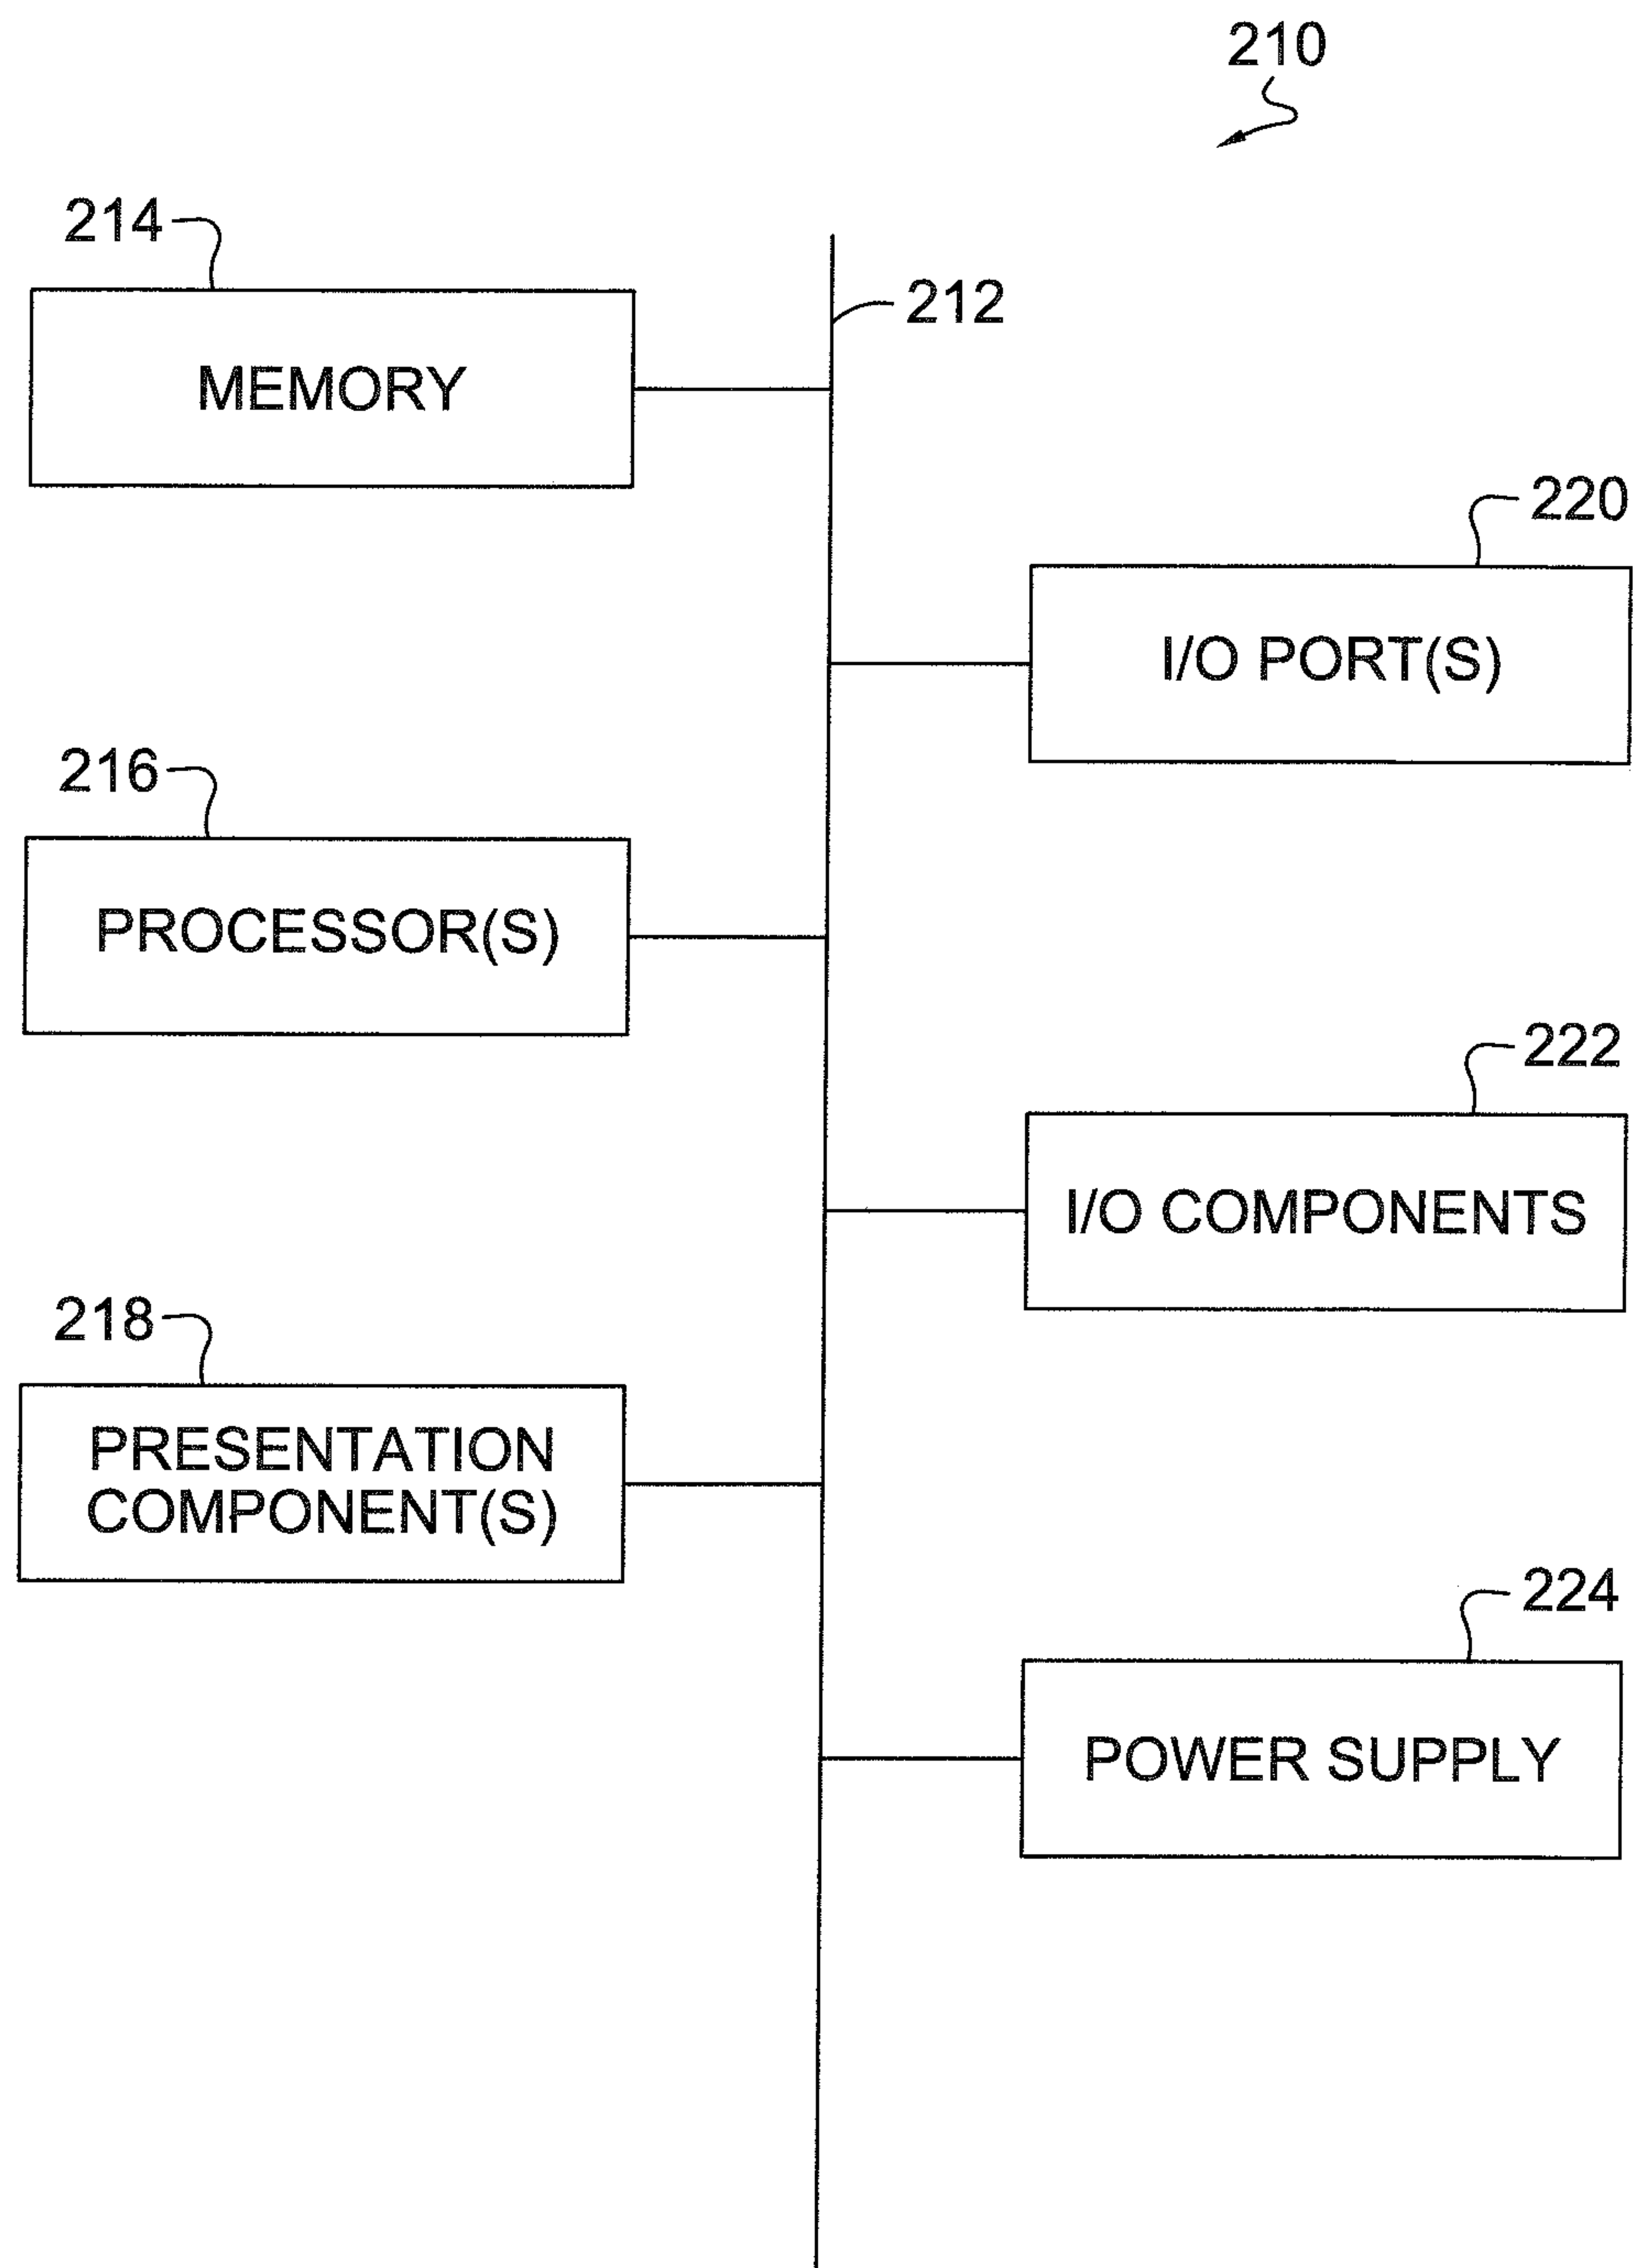 210
214
212
MEMORY
220
I/O PORT(S)
216
PROCESSOR(S)
222
I/O COMPONENTS
218
PRESENTATION
COMPONENT(S)
224
POWER SUPPLY